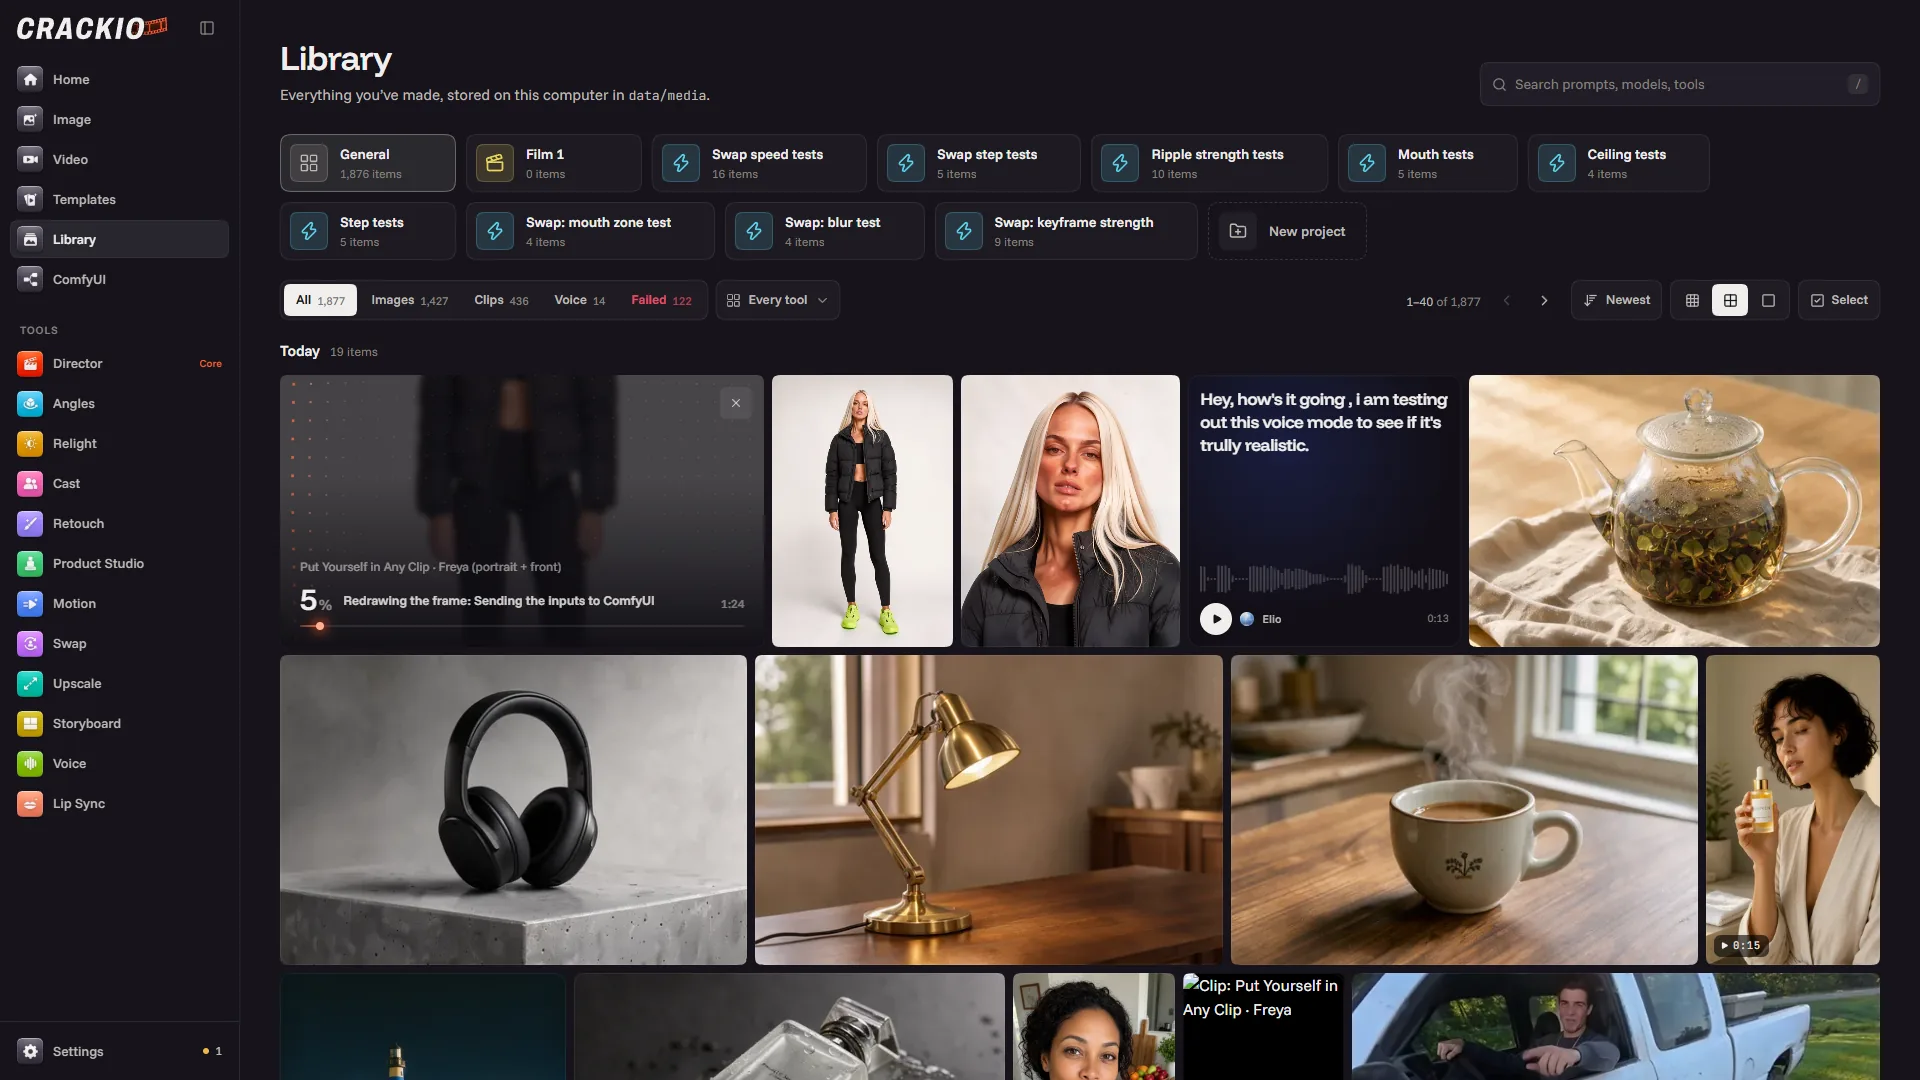 CRACKIO
Home
Image
Video
Templates
Library
ComfyUI
TOOLS
Director
Core
Angles
Relight
Cast
Retouch
Product Studio
Motion
Swap
Upscale
Storyboard
Voice
Lip Sync
Settings
1
Library
Everything you've made, stored on this computer in data/media.
Search prompts, models, tools
/
General
1,876 items
Film 1
0 items
Swap speed tests
16 items
Swap step tests
5 items
Ripple strength tests
10 items
Mouth tests
5 items
Ceiling tests
4 items
Step tests
5 items
Swap: mouth zone test
4 items
Swap: blur test
4 items
Swap: keyframe strength
9 items
New project
All 1,877
Images 1,427
Clips 436
Voice 14
Failed 122
Every tool
1–40 of 1,877
Newest
Select
Today 19 items
Put Yourself in Any Clip · Freya (portrait + front)
5% Redrawing the frame: Sending the inputs to ComfyUI
1:24
Hey, how's it going , i am testing
out this voice mode to see if it's
trully realistic.
Elio
0:13
0:15
Clip: Put Yourself in
Any Clip · Freya